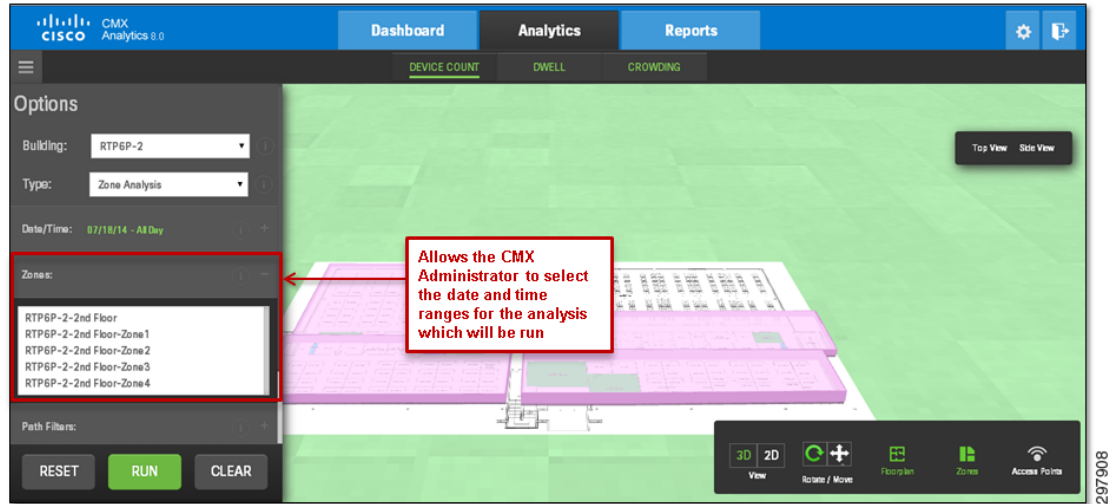 CISCO
CMX
Analytics 8.0
Dashboard
Analytics
Reports
DEVICE COUNT
DWELL
CROWDING
Options
Building:
RTP6P-2
Type:
Zone Analysis
Date/Time:
07/18/14 - All Day
Zones:
RTP6P-2-2nd Floor
RTP6P-2-2nd Floor-Zone1
RTP6P-2-2nd Floor-Zone2
RTP6P-2-2nd Floor-Zone3
RTP6P-2-2nd Floor-Zone4
Path Filters:
RESET
RUN
CLEAR
Top View
Side View
Allows the CMX
Administrator to select
the date and time
ranges for the analysis
which will be run
3D
2D
View
Rotate / Move
Floorplan
Zones
Access Points
297908